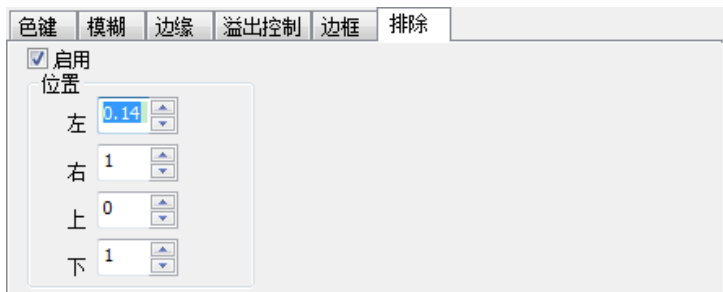 色键 模糊 边缘 溢出控制 边框 排除
启用
位置
左 0.14
右 1
上 0
下 1